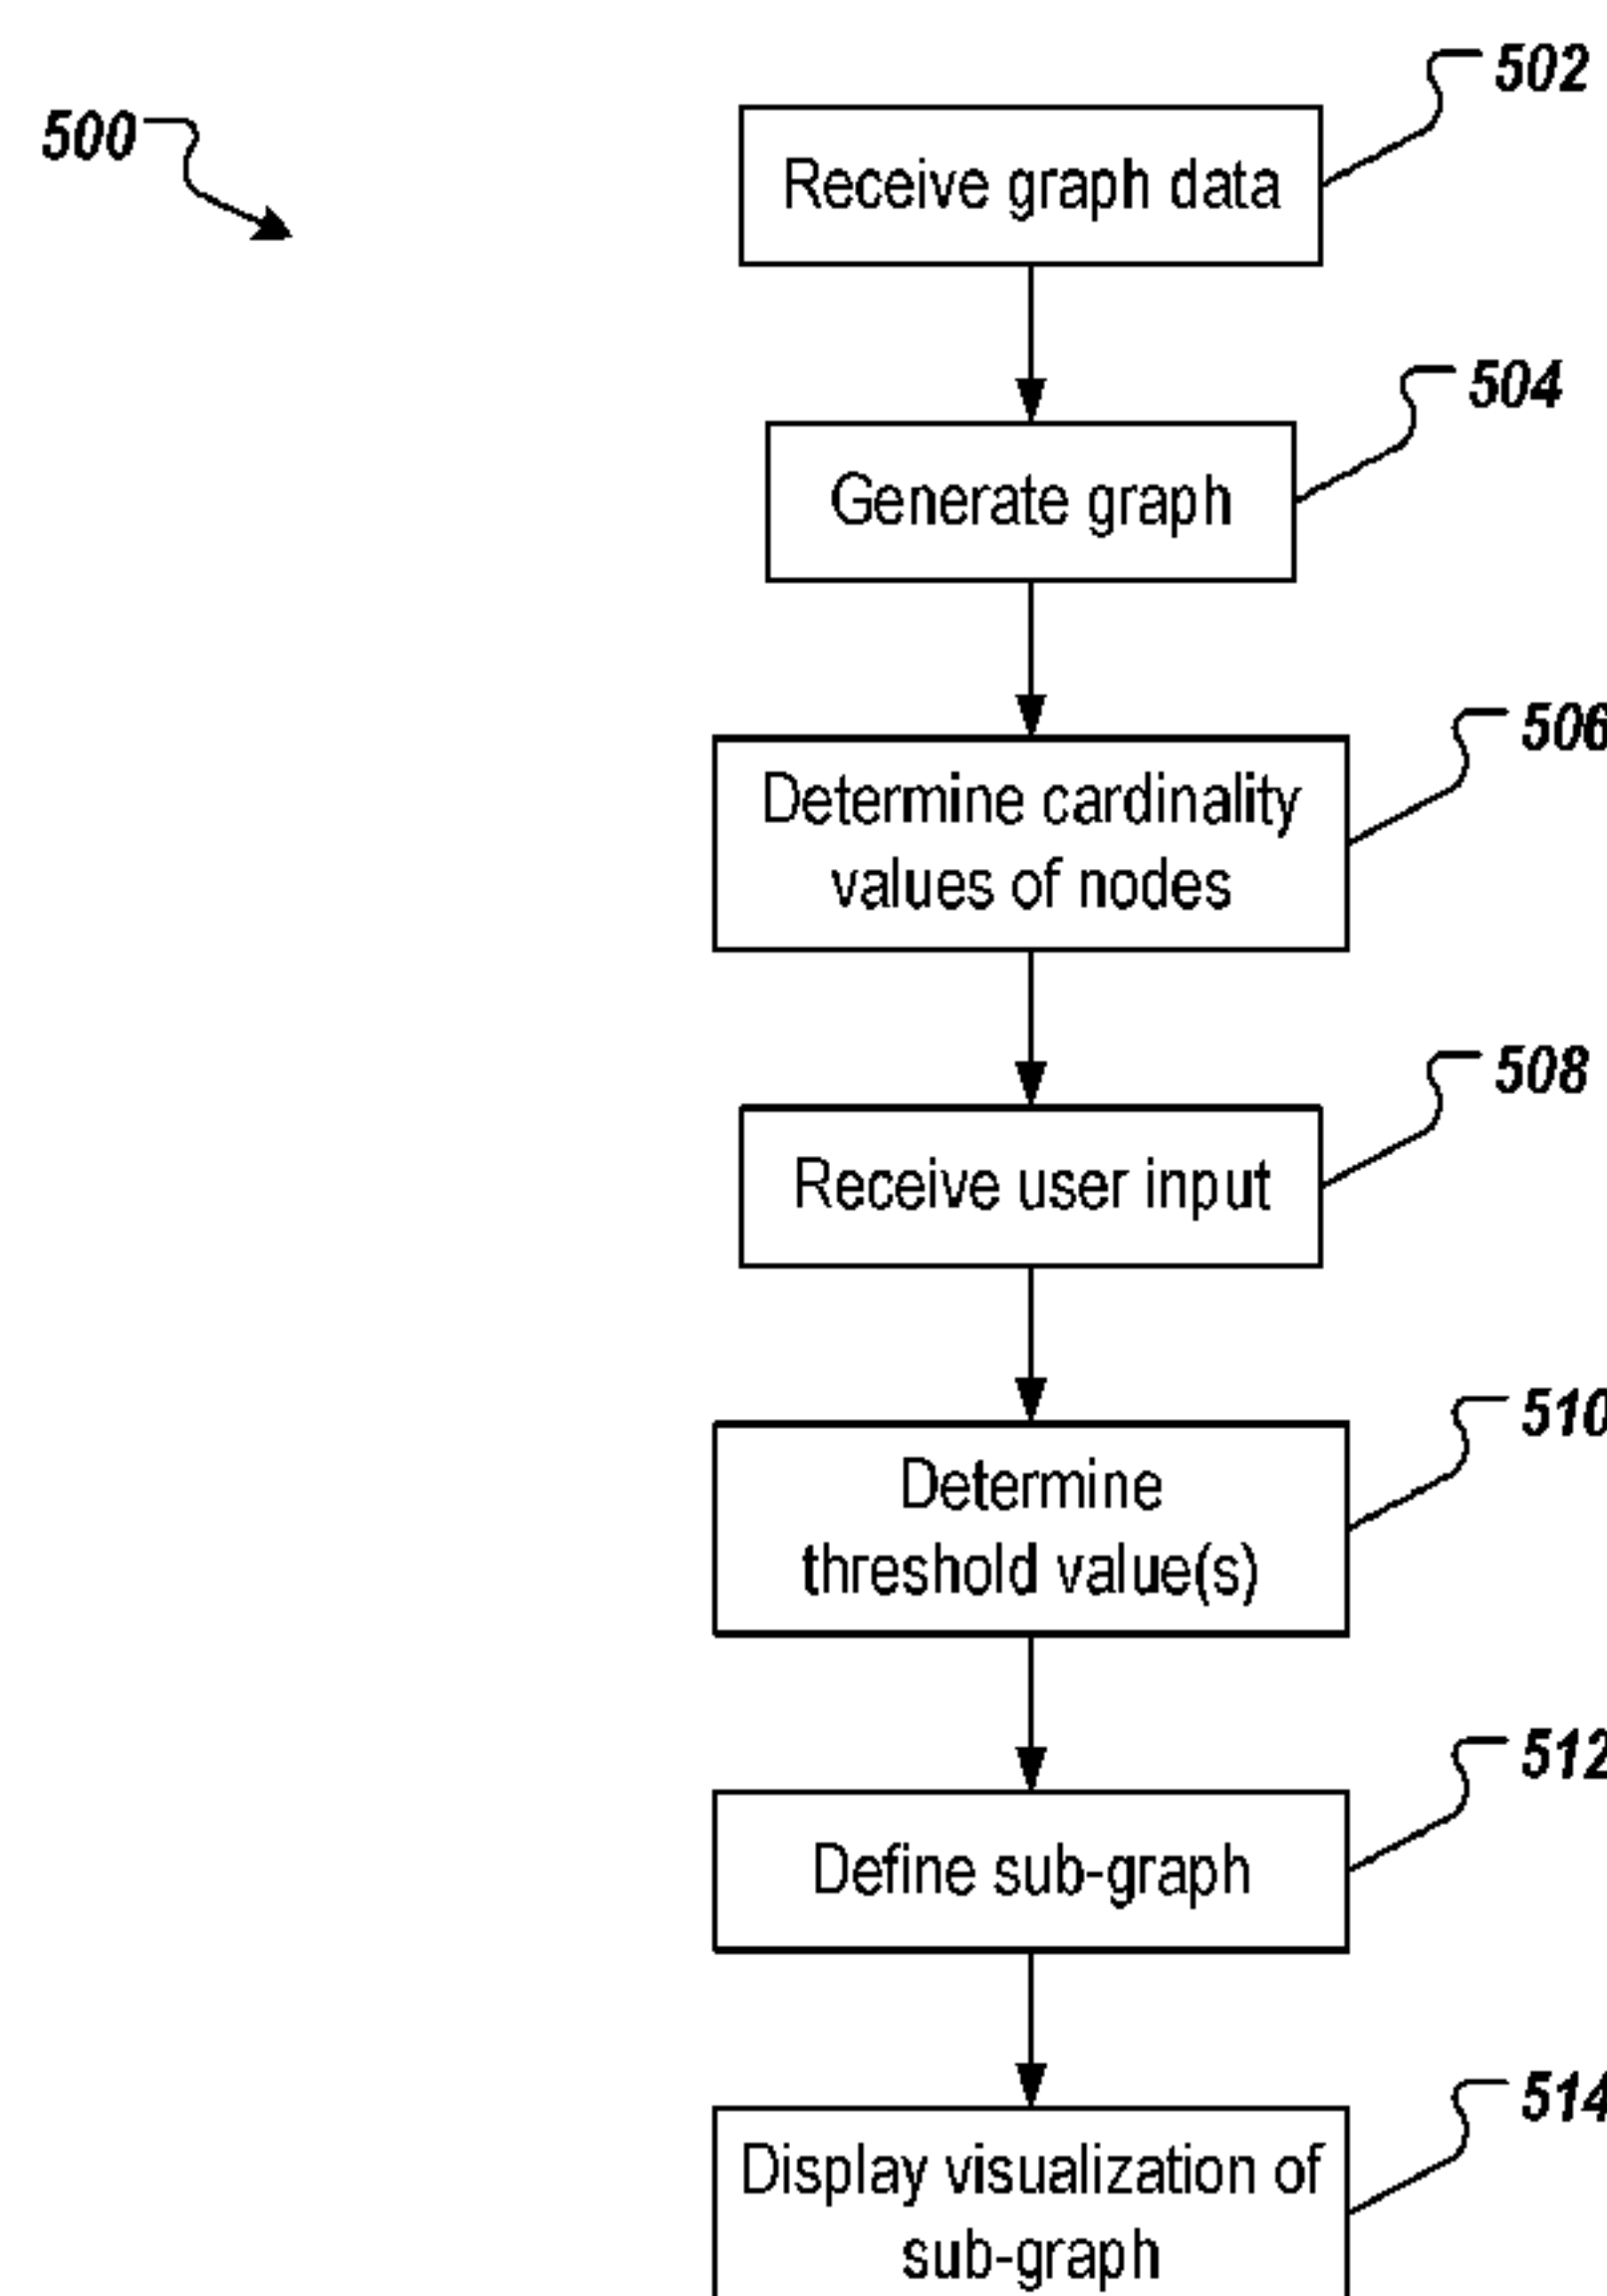 500
502
Receive graph data
504
Generate graph
506
Determine cardinality
values of nodes
508
Receive user input
510
Determine
threshold value(s)
512
Define sub-graph
514
Display visualization of
sub-graph